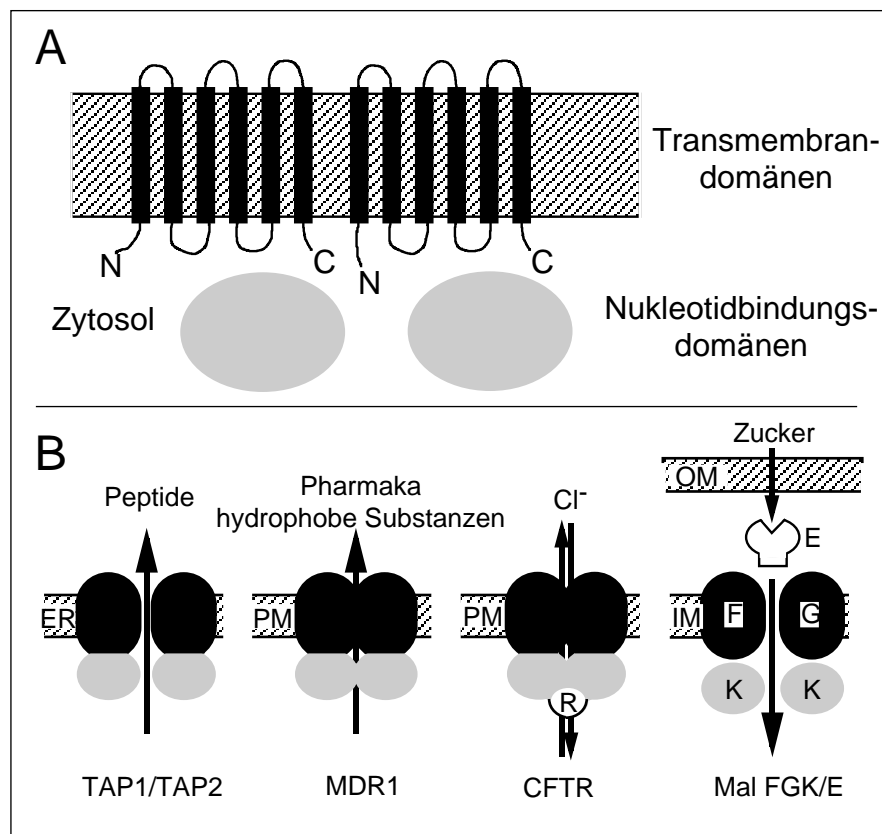 A
Transmembran-
domänen
N
C
N
C
Zytosol
Nukleotidbindungs-
domänen
B
Zucker
OM
Peptide
Pharmaka
hydrophobe Substanzen
Cl-
E
ER
PM
PM
IM
F
G
K
K
R
TAP1/TAP2
MDR1
CFTR
Mal FGK/E